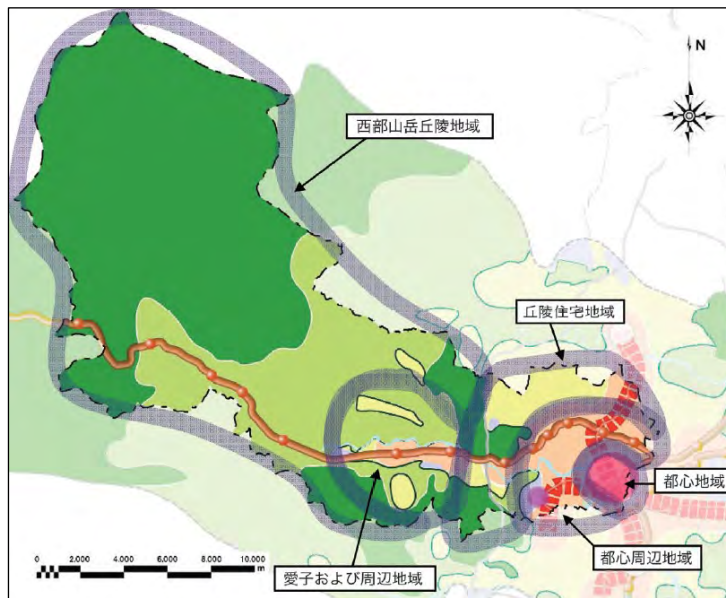 N
西部山岳丘陵地域
丘陵住宅地域
都心地域
都心周辺地域
愛子および周辺地域
0 2,000 4,000 6,000 8,000 10,000
m